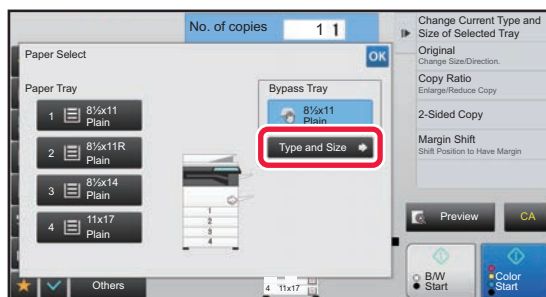 No. of copies
1 1
Paper Select
OK
Paper Tray
1
8½x11
Plain
2
8½x11R
Plain
3
8½x14
Plain
4
11x17
Plain
Bypass Tray
8½x11
Plain
Type and Size
1
2
3
4
Others
4 11x17
Change Current Type and
Size of Selected Tray
Original
Change Size/Direction.
Copy Ratio
Enlarge/Reduce Copy
2-Sided Copy
Margin Shift
Shift Position to Have Margin
Preview
CA
B/W
Start
Color
Start